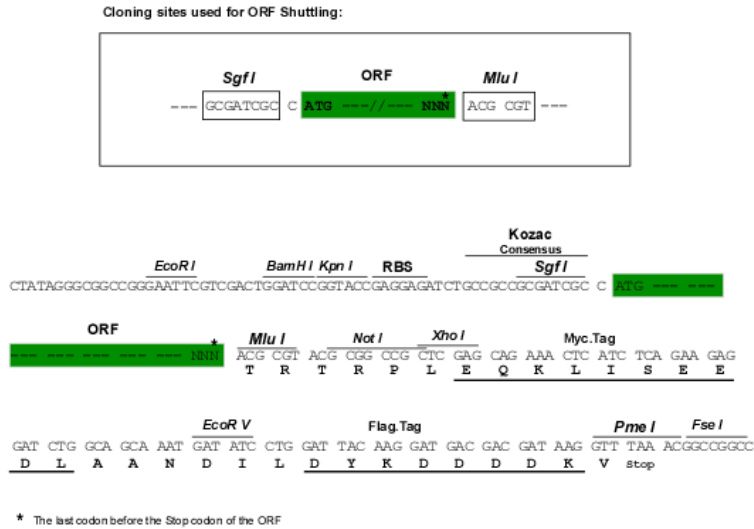 Cloning sites used for ORF Shuttling:
Sgf I ORF Mlu I
--- GCGATCGC C ATG ---//--- NNN* ACG CGT ---
Kozac
Consensus
EcoR I BamH I Kpn I RBS Sgf I
CTATAGGGCGGCCGGGAATTCGTCGACTGGATCCGGTACCGAGGAGATCTGCCGCCGCGATCGC C ATG --- ---
ORF Mlu I Not I Xho I Myc.Tag
--- --- --- --- --- NNN* ACG CGT ACG CGG CCG CTC GAG CAG AAA CTC ATC TCA GAA GAG
T R T R P L E Q K L I S E E
EcoR V Flag.Tag Pme I Fse I
GAT CTG GCA GCA AAT GAT ATC CTG GAT TAC AAG GAT GAC GAC GAT AAG GTT TAA ACGGCCGGCC
D L A A N D I L D Y K D D D D K V Stop
* The last codon before the Stop codon of the ORF